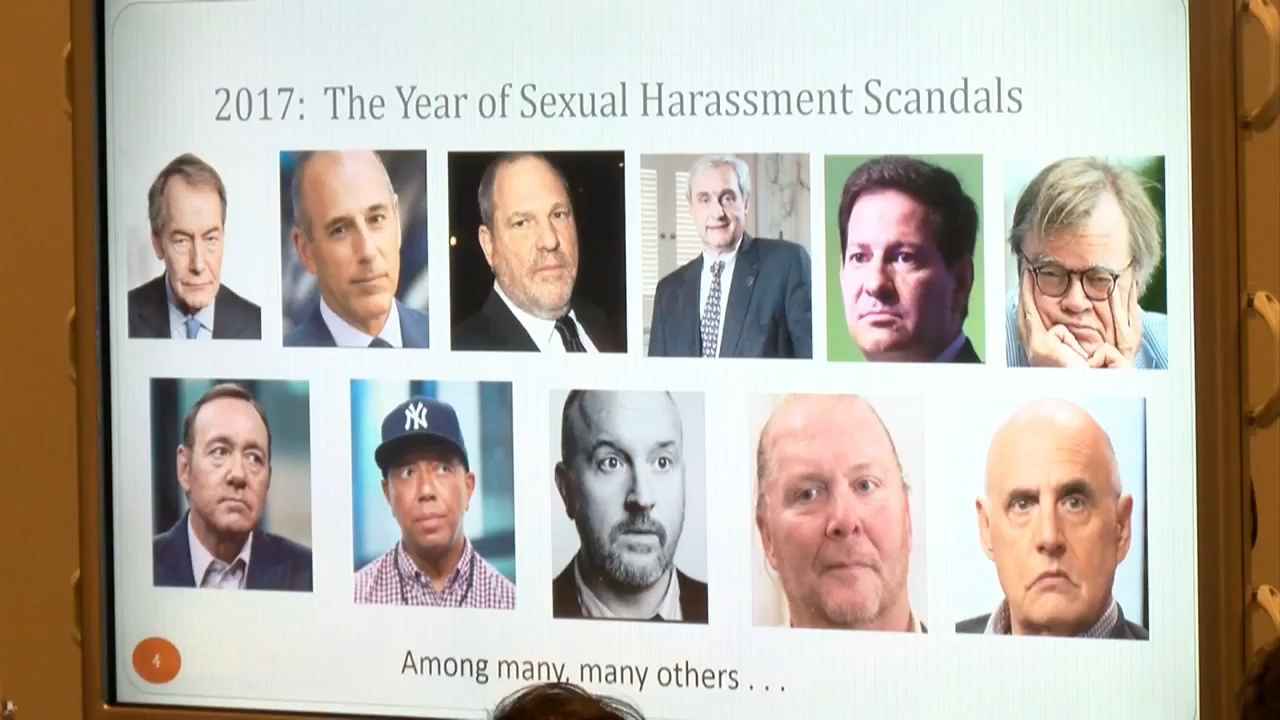 2017: The Year of Sexual Harassment Scandals
NY
4
Among many, many others . . .